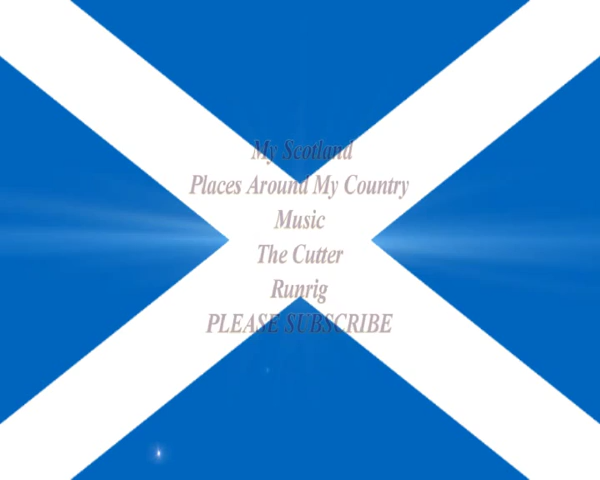 My Scotland
Places Around My Country
Music
The Cutter
Runrig
PLEASE SUBSCRIBE